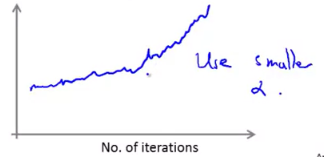 Use smaller
α.
No. of iterations